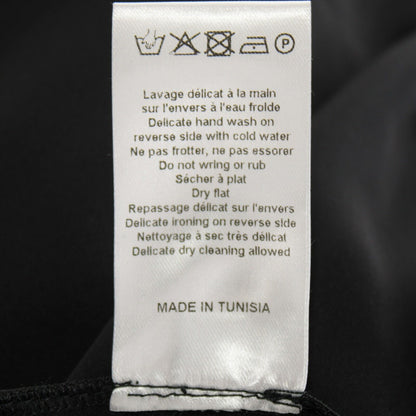 P
Lavage délicat à la main
sur l'envers à l'eau froide
Delicate hand wash on
reverse side with cold water
Ne pas frotter, ne pas essorer
Do not wring or rub
Sécher à plat
Dry flat
Repassage délicat sur l'envers
Delicate ironing on reverse side
Nettoyage à sec très délicat
Delicate dry cleaning allowed
MADE IN TUNISIA